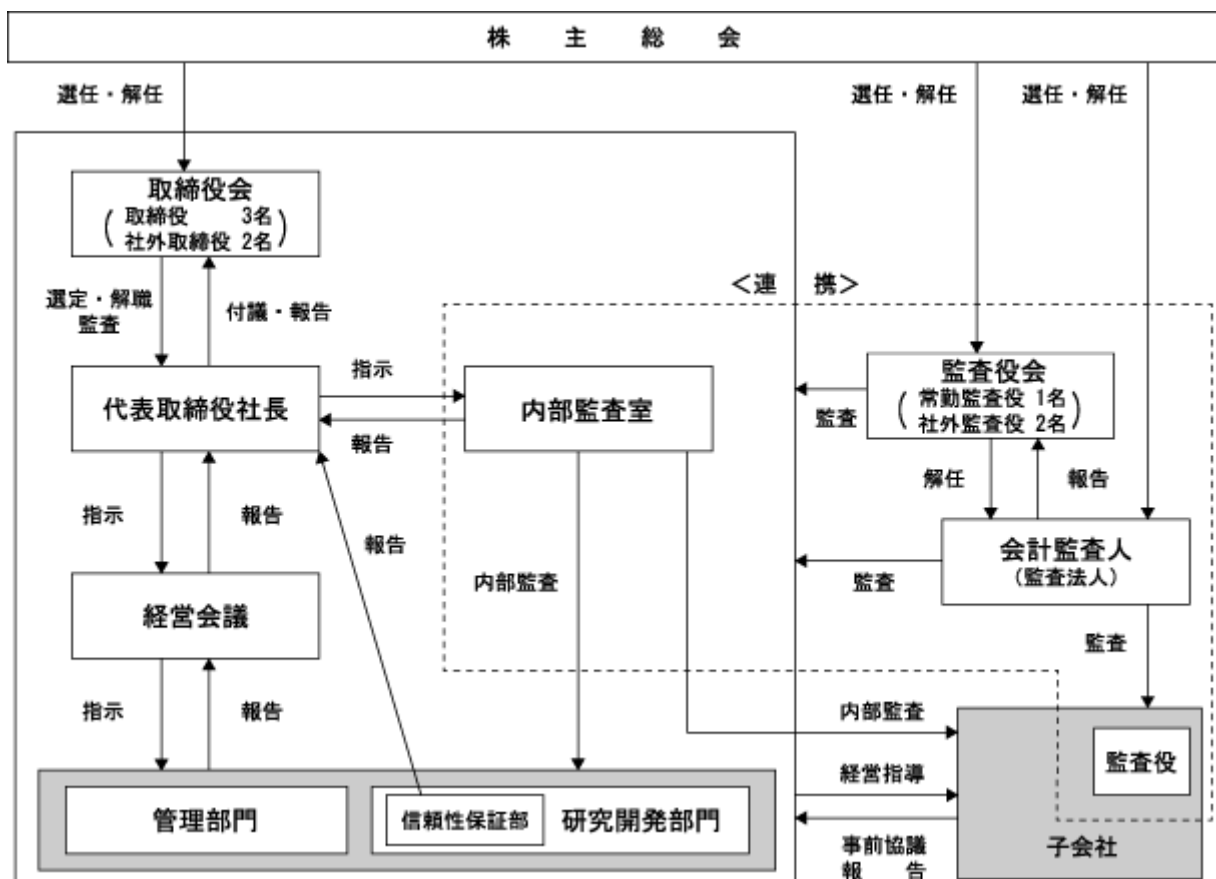 株主総会
選任・解任
選任・解任
選任・解任
取締役会
(取締役 3名
社外取締役 2名)
選定・解職
監査
付議・報告
＜連携＞
代表取締役社長
指示
報告
内部監査室
監査役会
(常勤監査役 1名
社外監査役 2名)
監査
解任
報告
指示
報告
報告
内部監査
会計監査人
(監査法人)
監査
監査
経営会議
指示
報告
内部監査
経営指導
事前協議
報告
監査役
子会社
管理部門
信頼性保証部
研究開発部門